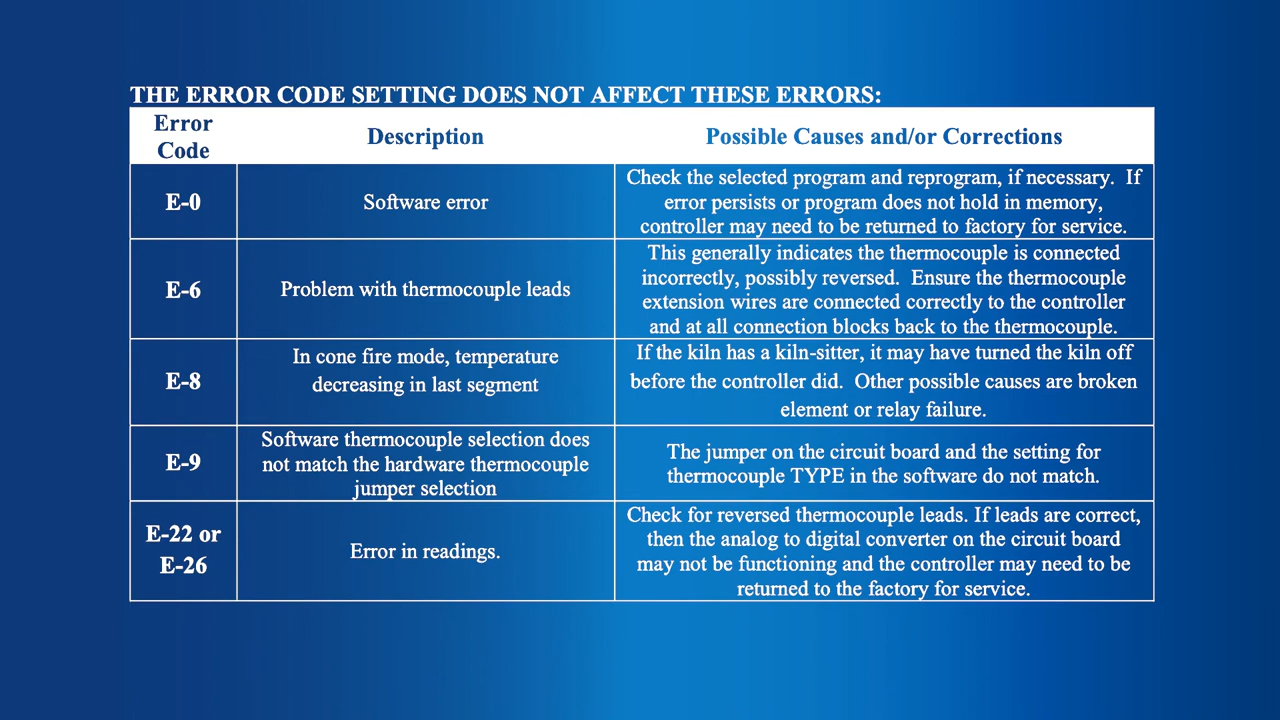 THE ERROR CODE SETTING DOES NOT AFFECT THESE ERRORS:
Error
Code
Description
Possible Causes and/or Corrections
E-0
Software error
Check the selected program and reprogram, if necessary.  If
error persists or program does not hold in memory,
controller may need to be returned to factory for service.
E-6
Problem with thermocouple leads
This generally indicates the thermocouple is connected
incorrectly, possibly reversed.  Ensure the thermocouple
extension wires are connected correctly to the controller
and at all connection blocks back to the thermocouple.
E-8
In cone fire mode, temperature
decreasing in last segment
If the kiln has a kiln-sitter, it may have turned the kiln off
before the controller did.  Other possible causes are broken
element or relay failure.
E-9
Software thermocouple selection does
not match the hardware thermocouple
jumper selection
The jumper on the circuit board and the setting for
thermocouple TYPE in the software do not match.
E-22 or
E-26
Error in readings.
Check for reversed thermocouple leads. If leads are correct,
then the analog to digital converter on the circuit board
may not be functioning and the controller may need to be
returned to the factory for service.